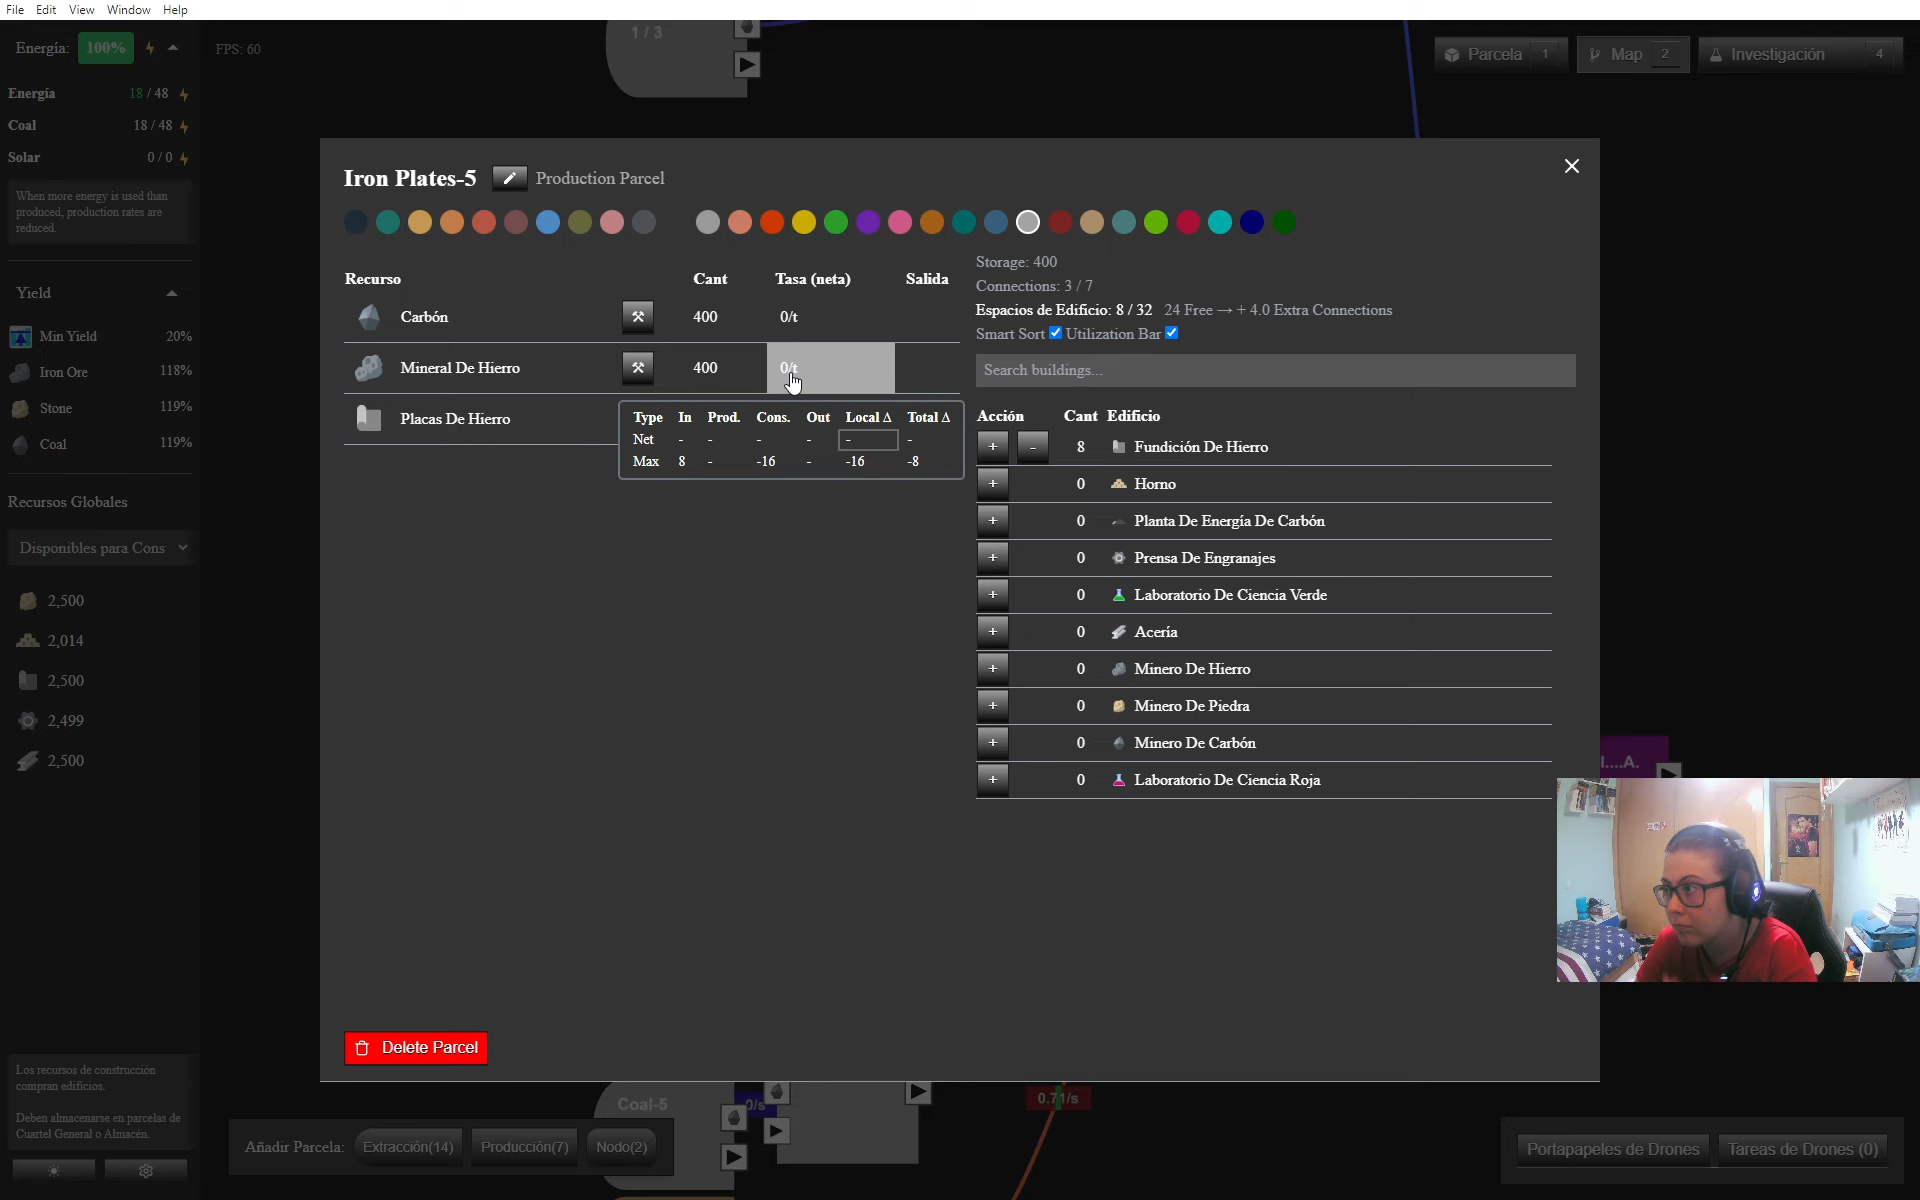 File Edit View Window Help
Energía: 100%
FPS: 60
Energía 18 / 48
Coal 18 / 48
Solar 0 / 0
When more energy is used than
produced, production rates are
reduced.
Yield
Min Yield 20%
Iron Ore 118%
Stone 119%
Coal 119%
Recursos Globales
Disponibles para Cons
2,500
2,014
2,500
2,499
2,500
Los recursos de construcción
compran edificios.
Deben almacenarse en parcelas de
Cuartel General o Almacén.
1 / 3
Parcela 1
Map 2
Investigación 4
Iron Plates-5 Production Parcel
Recurso Cant Tasa (neta) Salida
Carbón 400 0/t
Mineral De Hierro 400 0/t
Placas De Hierro
Type In Prod. Cons. Out Local Δ Total Δ
Net - - - - - -
Max 8 - -16 - -16 -8
Storage: 400
Connections: 3 / 7
Espacios de Edificio: 8 / 32 24 Free → + 4.0 Extra Connections
Smart Sort Utilization Bar
Search buildings...
Acción Cant Edificio
+ - 8 Fundición De Hierro
+ 0 Horno
+ 0 Planta De Energía De Carbón
+ 0 Prensa De Engranajes
+ 0 Laboratorio De Ciencia Verde
+ 0 Acería
+ 0 Minero De Hierro
+ 0 Minero De Piedra
+ 0 Minero De Carbón
+ 0 Laboratorio De Ciencia Roja
Delete Parcel
l....A.
Coal-5
0/s
0.71/s
Añadir Parcela: Extracción(14) Producción(7) Nodo(2)
Portapapeles de Drones Tareas de Drones (0)